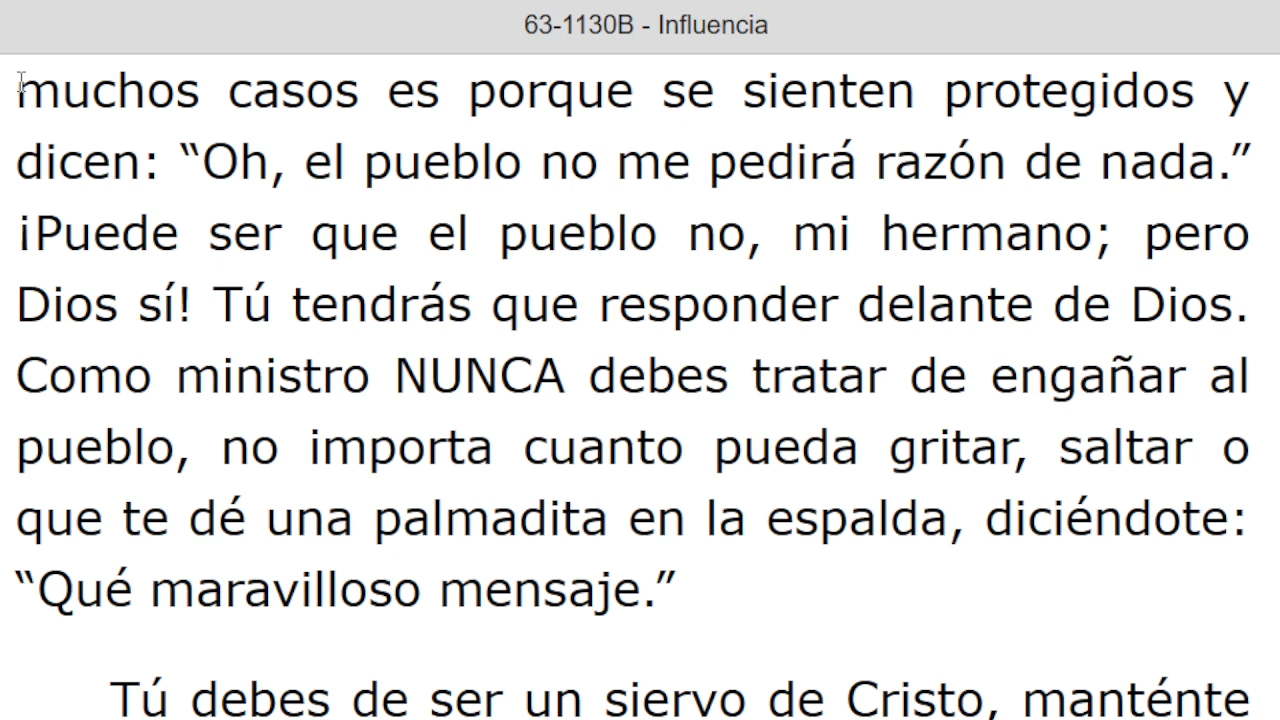 63-1130B - Influencia
muchos casos es porque se sienten protegidos y
dicen: “Oh, el pueblo no me pedirá razón de nada.”
¡Puede ser que el pueblo no, mi hermano; pero
Dios sí! Tú tendrás que responder delante de Dios.
Como ministro NUNCA debes tratar de engañar al
pueblo, no importa cuanto pueda gritar, saltar o
que te dé una palmadita en la espalda, diciéndote:
“Qué maravilloso mensaje.”
Tú debes de ser un siervo de Cristo, manténte